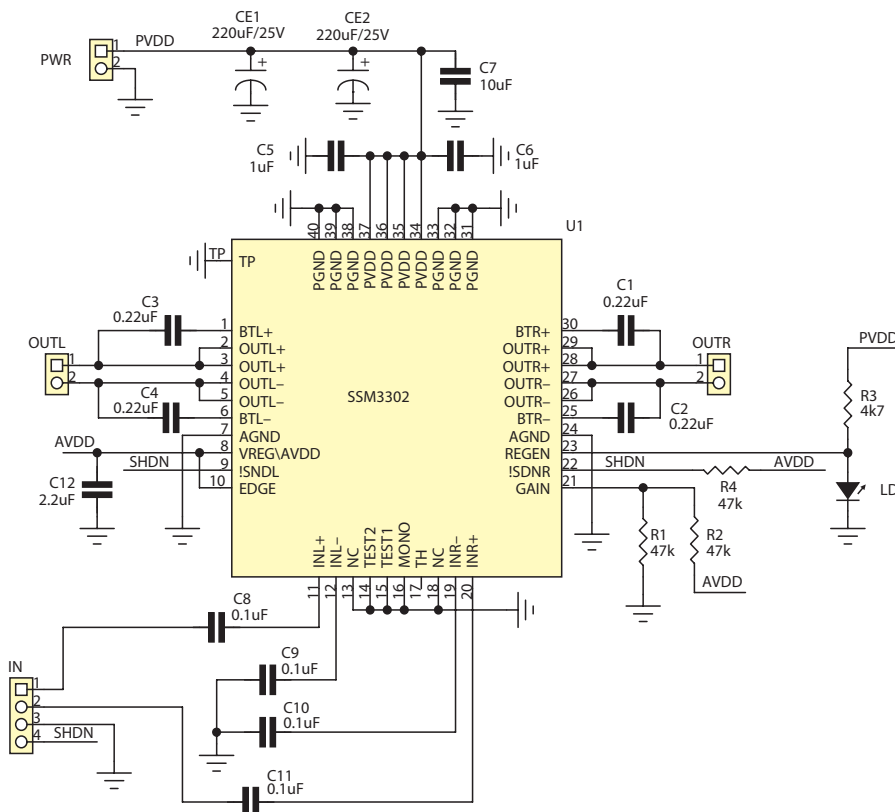 CE1
220uF/25V
CE2
220uF/25V
PWR
1
2
PVDD
+
+
C7
10uF
C5
1uF
C6
1uF
U1
40
39
38
37
36
35
34
33
32
31
PGND
PGND
PGND
PVDD
PVDD
PVDD
PVDD
PGND
PGND
PGND
TP
TP
C3
0.22uF
C1
0.22uF
OUTL
1
2
OUTR
1
2
C4
0.22uF
C2
0.22uF
1 BTL+
2 OUTL+
3 OUTL+
4 OUTL–
5 OUTL–
6 BTL–
7 AGND
8 VREG\AVDD
9 !SNDL
10 EDGE
SSM3302
BTR+ 30
OUTR+ 29
OUTR+ 28
OUTR– 27
OUTR– 26
BTR– 25
AGND 24
REGEN 23
!SDNR 22
GAIN 21
PVDD
R3
4k7
LD
AVDD
SHDN
C12
2.2uF
SHDN
AVDD
R4
47k
R1
47k
R2
47k
AVDD
INL+
INL–
NC
TEST2
TEST1
MONO
TH
NC
INR–
INR+
11
12
13
14
15
16
17
18
19
20
C8
0.1uF
C9
0.1uF
C10
0.1uF
C11
0.1uF
IN
1
2
3
4
SHDN